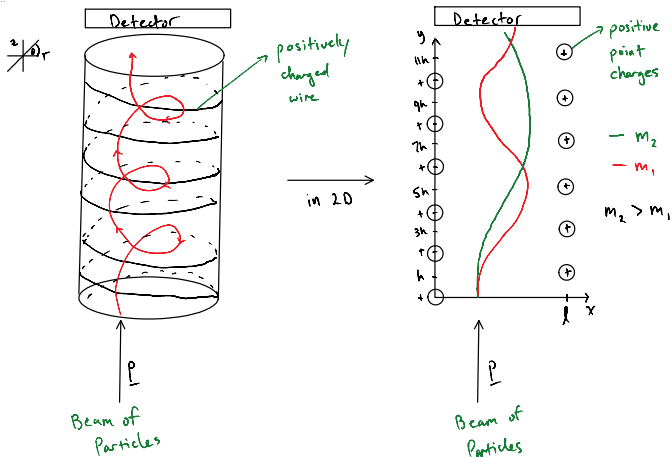 Detector
z
θ
r
positively
charged
wire
P
Beam of
Particles
in 2D
Detector
y
11h
+
9h
+
7h
+
5h
+
3h
+
h
+
+
+
+
+
+
+
l
x
positive
point
charges
— m₂
— m₁
m₂ > m₁
P
Beam of
Particles